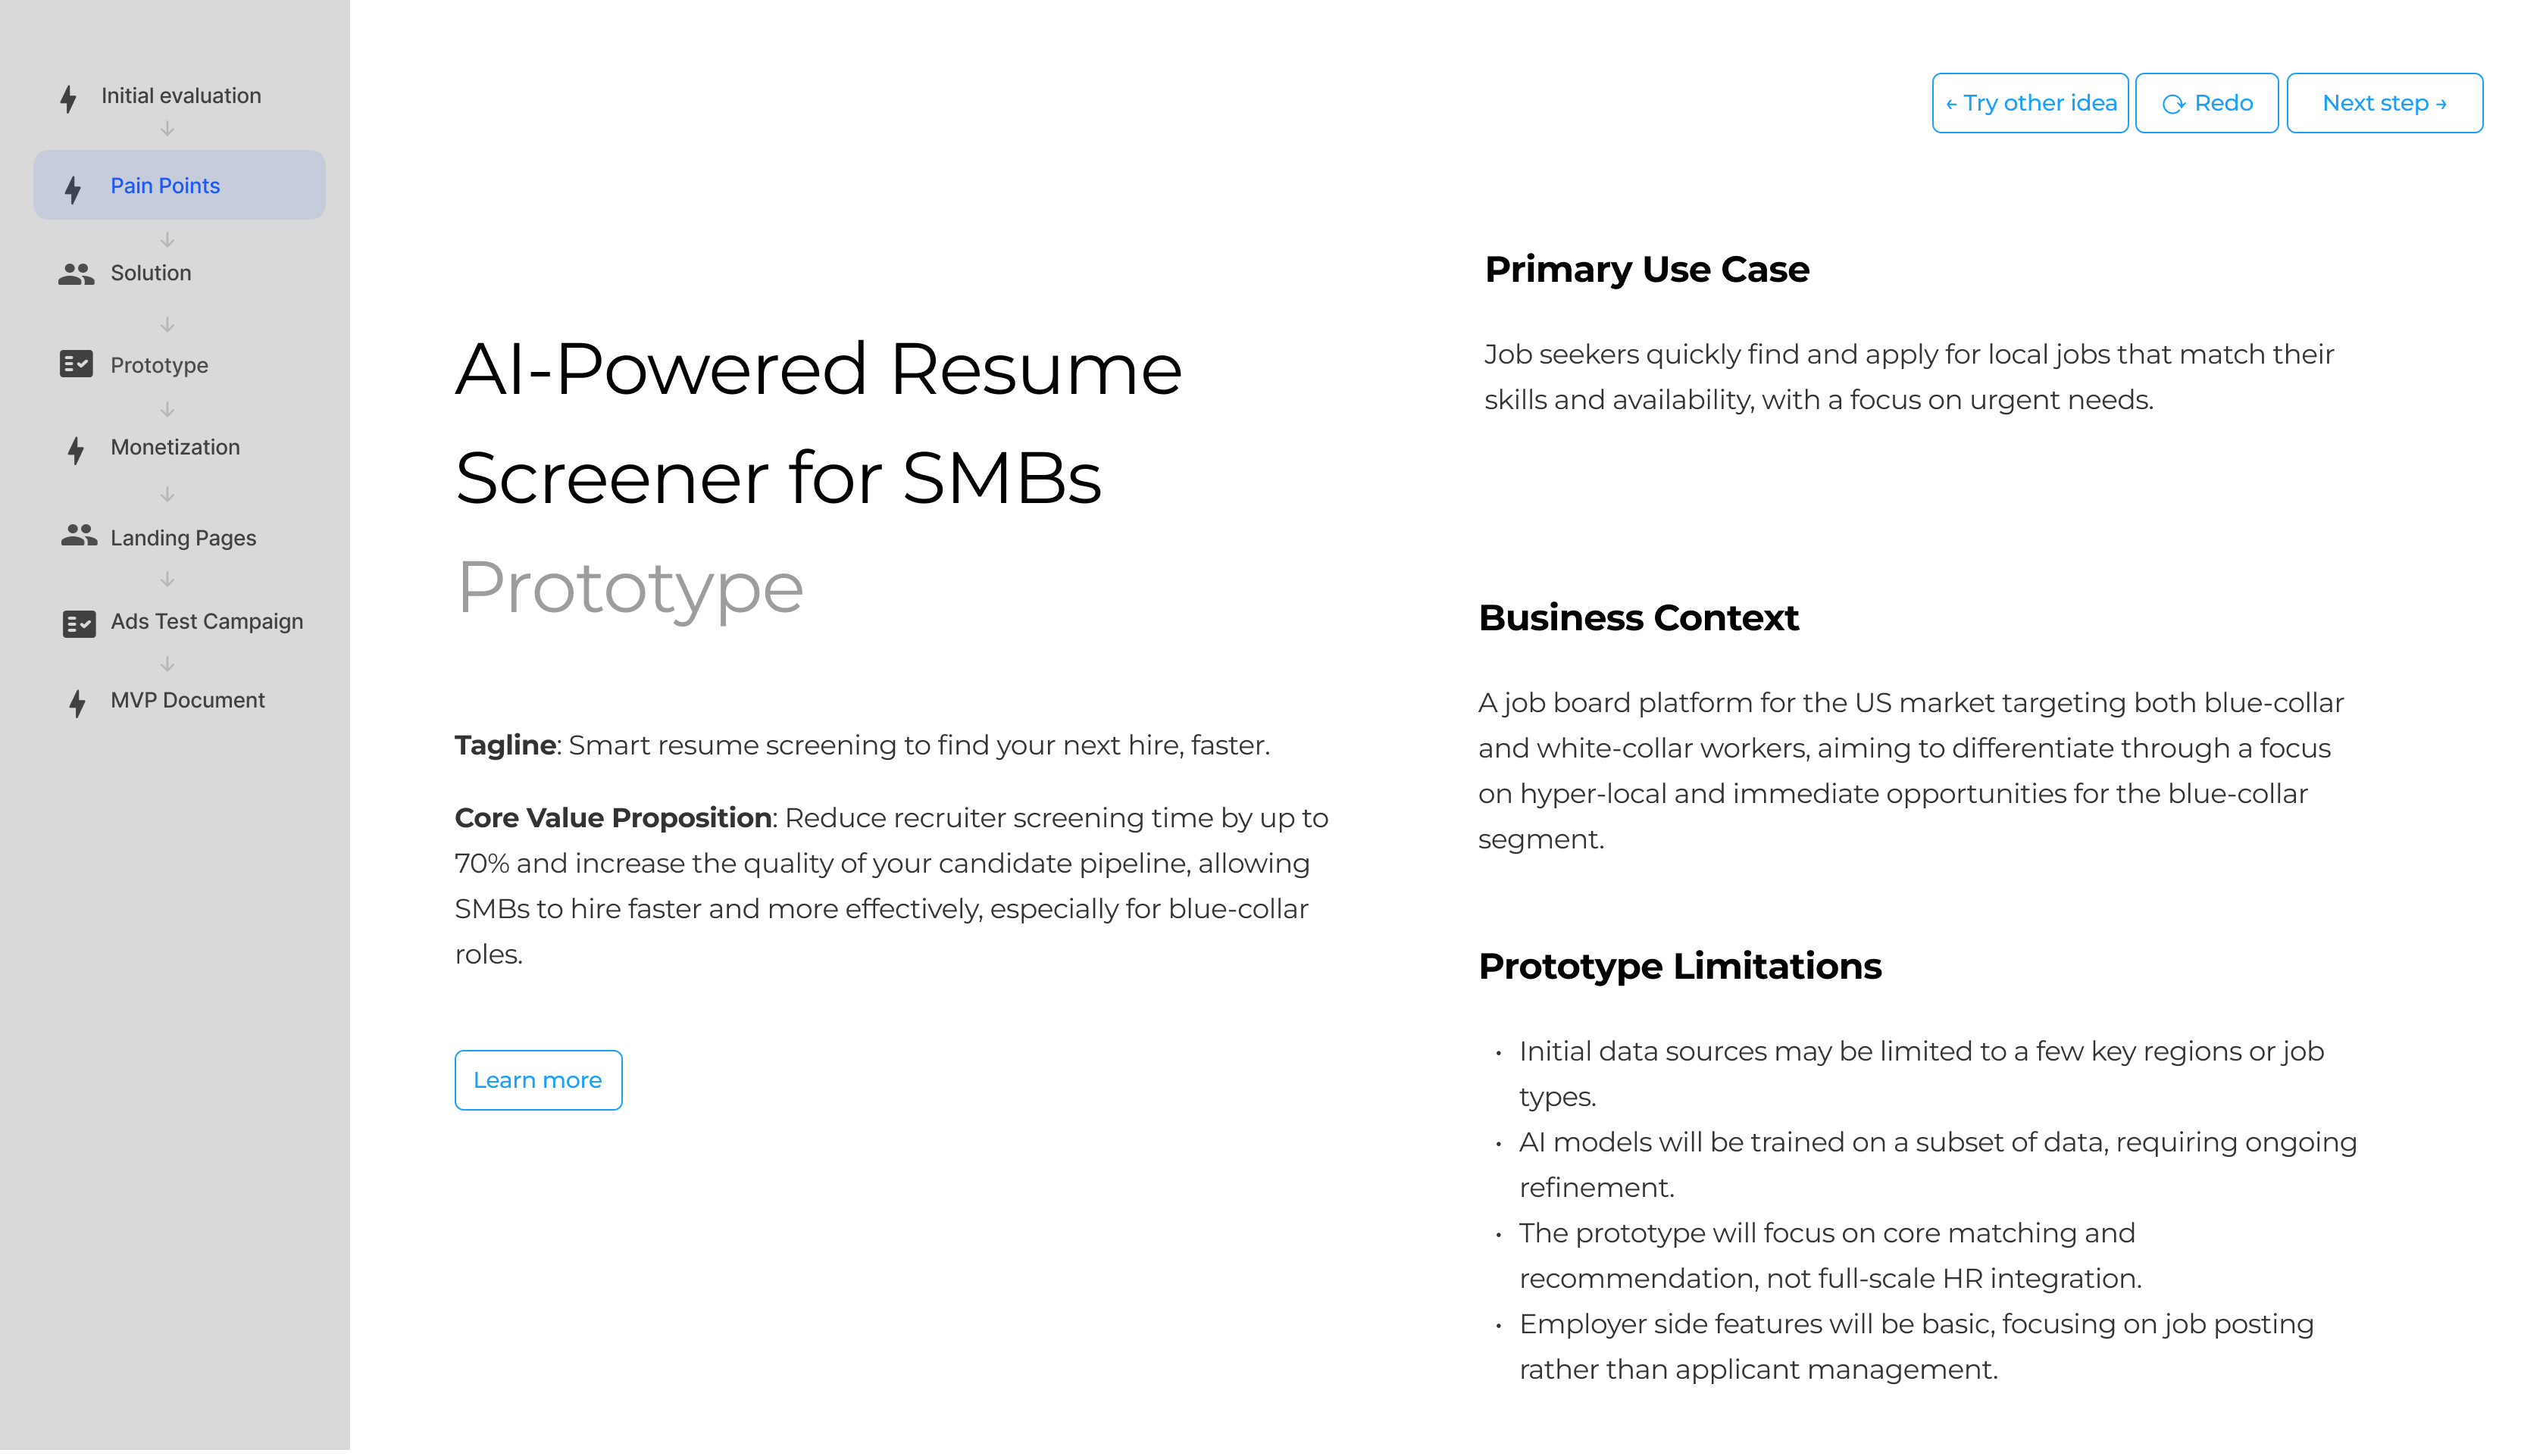 Initial evaluation
↓
Pain Points
↓
Solution
↓
Prototype
↓
Monetization
↓
Landing Pages
↓
Ads Test Campaign
↓
MVP Document
← Try other idea
Redo
Next step →
AI-Powered Resume
Screener for SMBs
Prototype
Tagline: Smart resume screening to find your next hire, faster.
Core Value Proposition: Reduce recruiter screening time by up to
70% and increase the quality of your candidate pipeline, allowing
SMBs to hire faster and more effectively, especially for blue-collar
roles.
Learn more
Primary Use Case
Job seekers quickly find and apply for local jobs that match their
skills and availability, with a focus on urgent needs.
Business Context
A job board platform for the US market targeting both blue-collar
and white-collar workers, aiming to differentiate through a focus
on hyper-local and immediate opportunities for the blue-collar
segment.
Prototype Limitations
• Initial data sources may be limited to a few key regions or job
types.
• AI models will be trained on a subset of data, requiring ongoing
refinement.
• The prototype will focus on core matching and
recommendation, not full-scale HR integration.
• Employer side features will be basic, focusing on job posting
rather than applicant management.